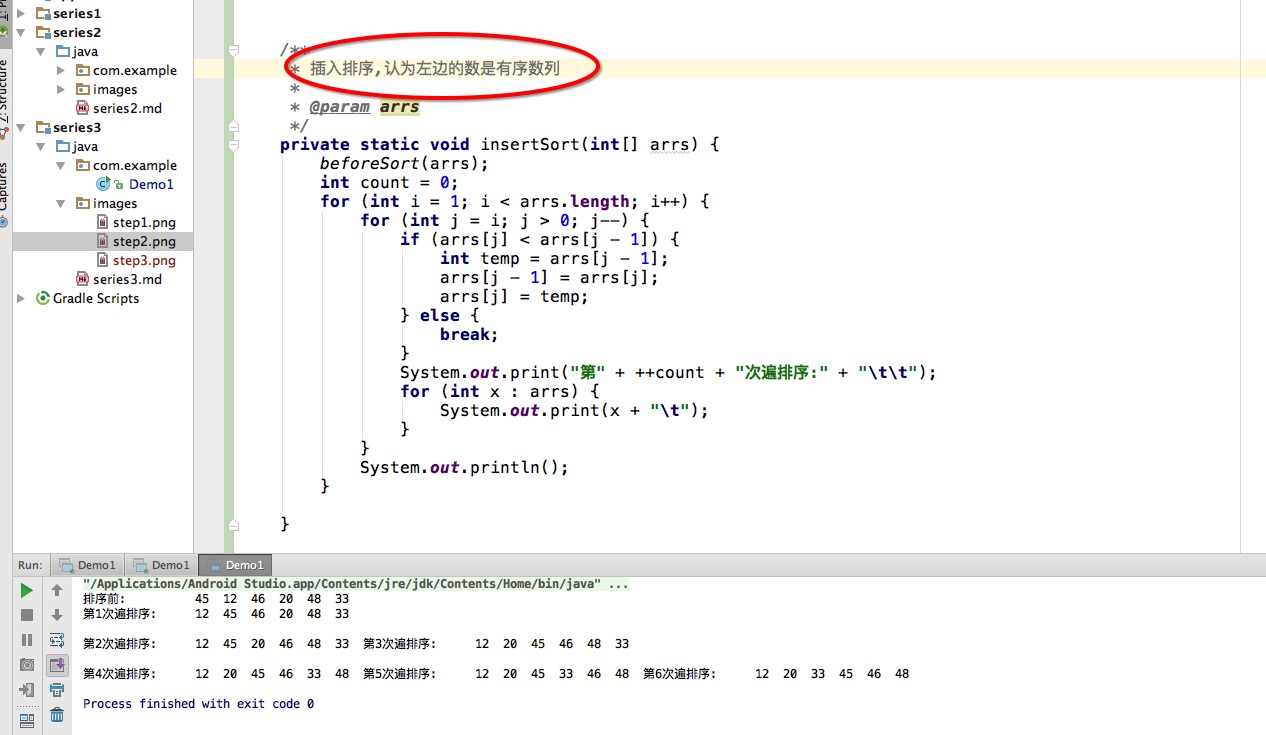 series1
series2
java
com.example
images
series2.md
series3
java
com.example
Demo1
images
step1.png
step2.png
step3.png
series3.md
Gradle Scripts
Z: Structure
Captures
/**
* 插入排序,认为左边的数是有序数列
*
* @param arrs
*/
private static void insertSort(int[] arrs) {
beforeSort(arrs);
int count = 0;
for (int i = 1; i < arrs.length; i++) {
for (int j = i; j > 0; j--) {
if (arrs[j] < arrs[j - 1]) {
int temp = arrs[j - 1];
arrs[j - 1] = arrs[j];
arrs[j] = temp;
} else {
break;
}
System.out.print("第" + ++count + "次遍排序:" + "\t\t");
for (int x : arrs) {
System.out.print(x + "\t");
}
}
System.out.println();
}
}
Run: Demo1 Demo1 Demo1
"/Applications/Android Studio.app/Contents/jre/jdk/Contents/Home/bin/java" ...
排序前: 45 12 46 20 48 33
第1次遍排序: 12 45 46 20 48 33
第2次遍排序: 12 45 20 46 48 33 第3次遍排序: 12 20 45 46 48 33
第4次遍排序: 12 20 45 46 33 48 第5次遍排序: 12 20 45 33 46 48 第6次遍排序: 12 20 33 45 46 48
Process finished with exit code 0